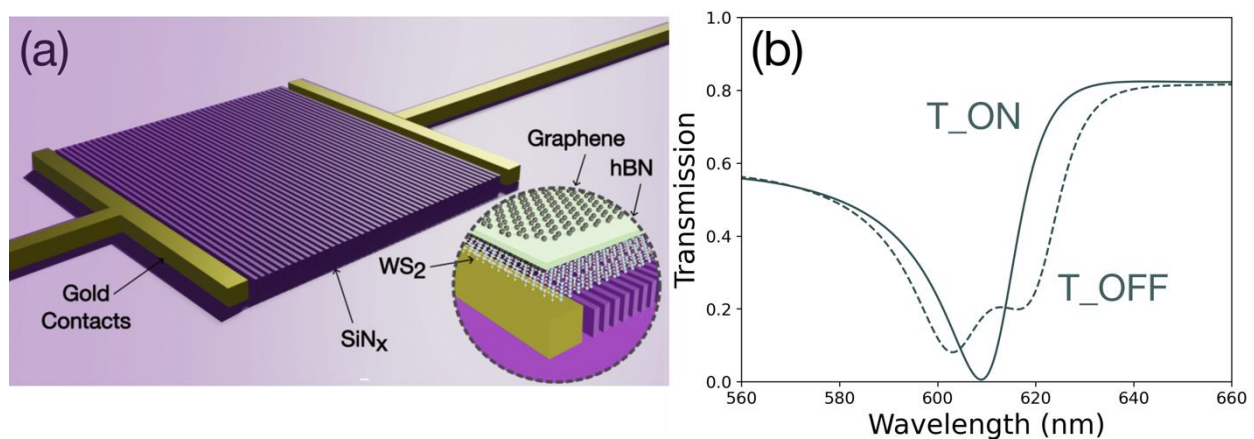 (a)
Graphene
hBN
WS₂
Gold
Contacts
SiNₓ
(b)
Transmission
1.0
0.8
0.6
0.4
0.2
0.0
T_ON
T_OFF
560
580
600
620
640
660
Wavelength (nm)